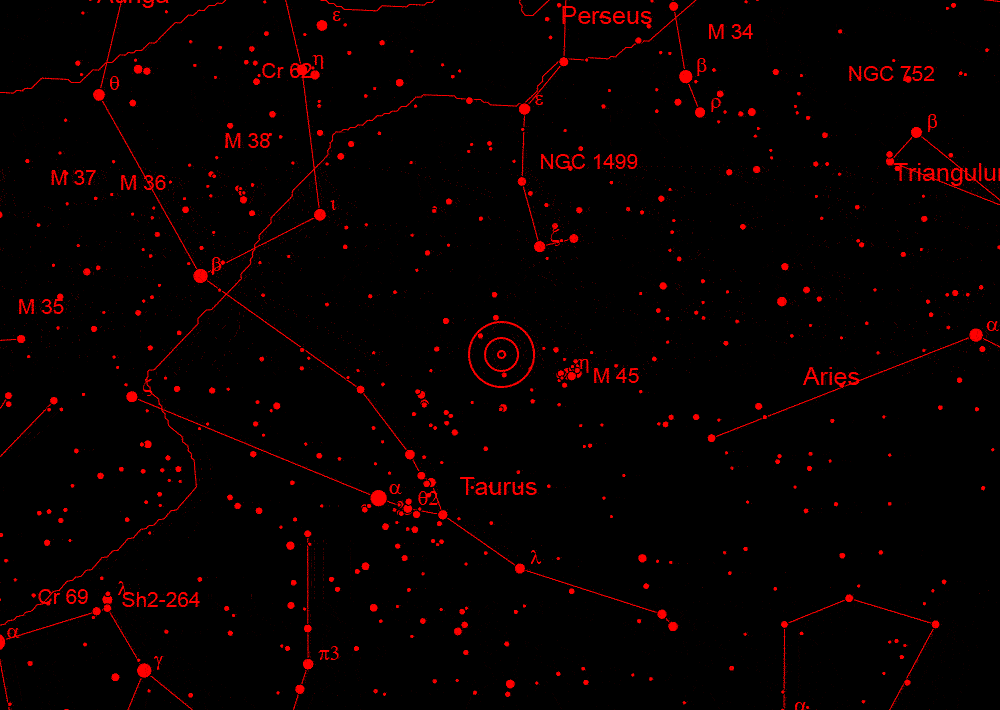 Auriga
ε
Perseus
M 34
η
Cr 62
β
NGC 752
θ
ε
ρ
β
M 38
NGC 1499
Triangulum
M 37
M 36
ι
ξ
β
M 35
α
η
M 45
Aries
ζ
α
θ2
Taurus
λ
λ
Cr 69
Sh2-264
α
π3
γ
α